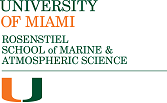 UNIVERSITY
OF MIAMI
ROSENSTIEL
SCHOOL of MARINE &
ATMOSPHERIC SCIENCE
U